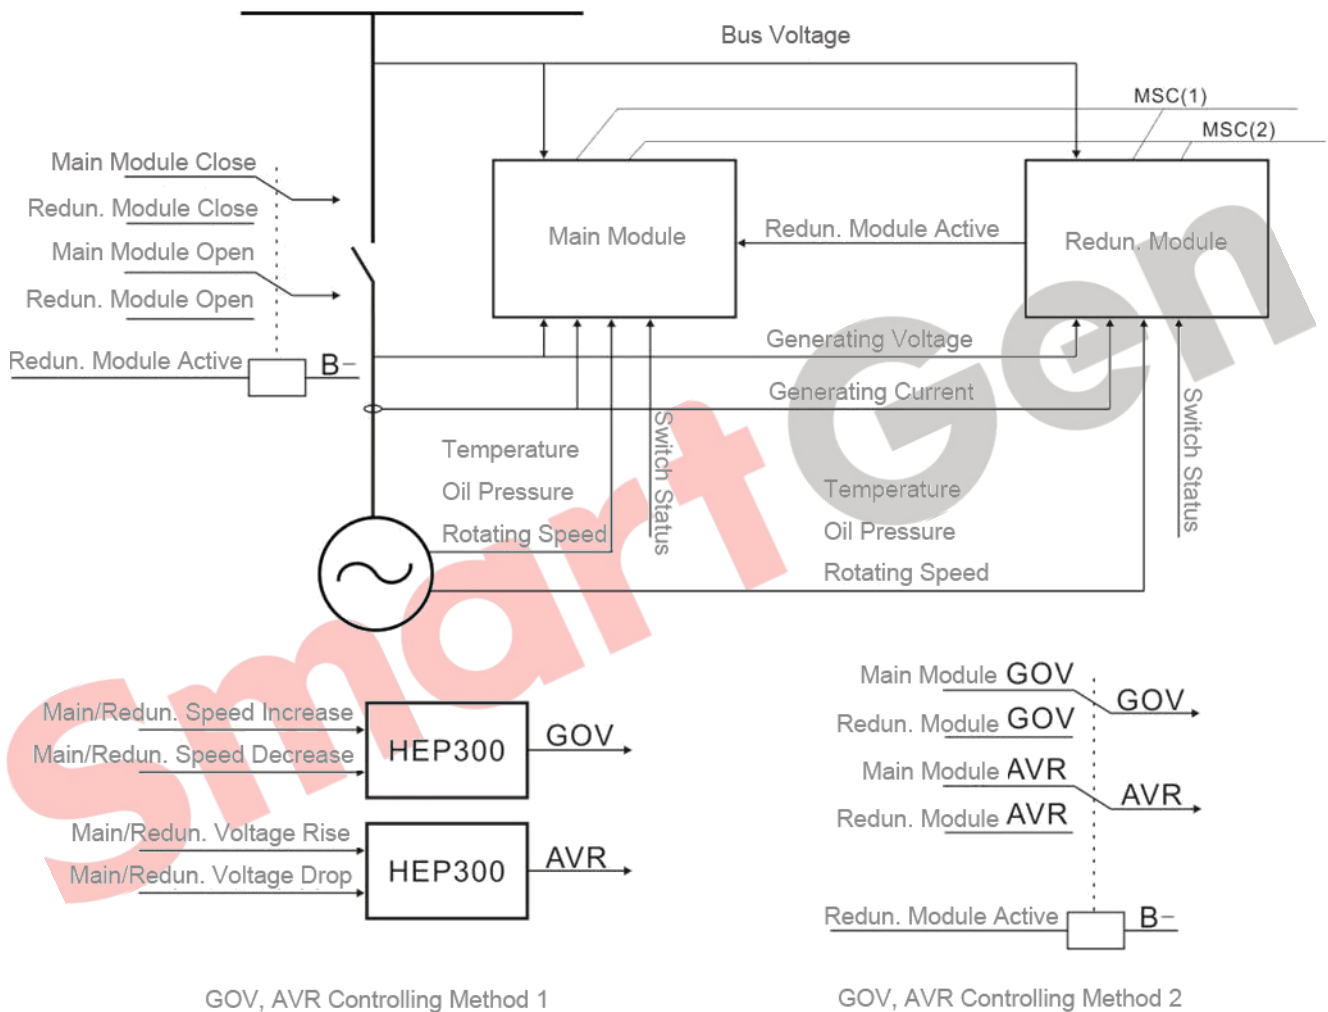 Bus Voltage
MSC(1)
MSC(2)
Main Module Close
Redun. Module Close
Main Module Open
Redun. Module Open
Redun. Module Active
B−
Main Module
Redun. Module Active
Redun. Module
Generating Voltage
Generating Current
Temperature
Oil Pressure
Rotating Speed
Switch Status
Temperature
Oil Pressure
Rotating Speed
Switch Status
SmartGen
Main/Redun. Speed Increase
Main/Redun. Speed Decrease
HEP300
GOV
Main/Redun. Voltage Rise
Main/Redun. Voltage Drop
HEP300
AVR
GOV, AVR Controlling Method 1
Main Module GOV
Redun. Module GOV
GOV
Main Module AVR
Redun. Module AVR
AVR
Redun. Module Active
B−
GOV, AVR Controlling Method 2